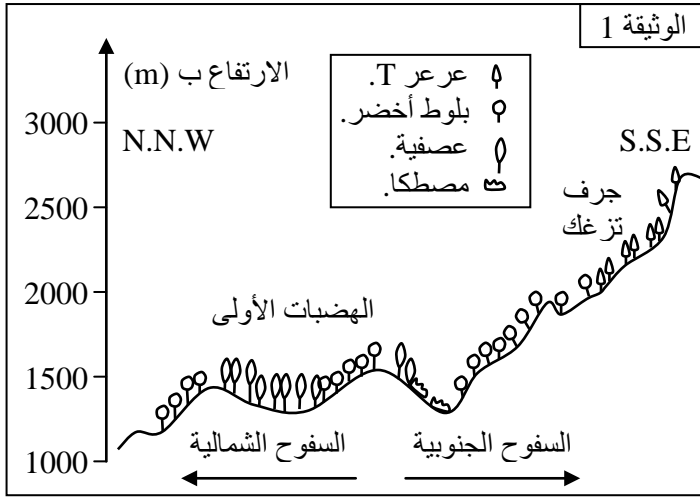 الوثيقة 1
الارتفاع ب (m)
عرعر T.
بلوط أخضر.
عصفية.
مصطكا.
N.N.W
S.S.E
3000
2500
2000
1500
1000
جرف
تزغك
الهضبات الأولى
السفوح الشمالية
السفوح الجنوبية